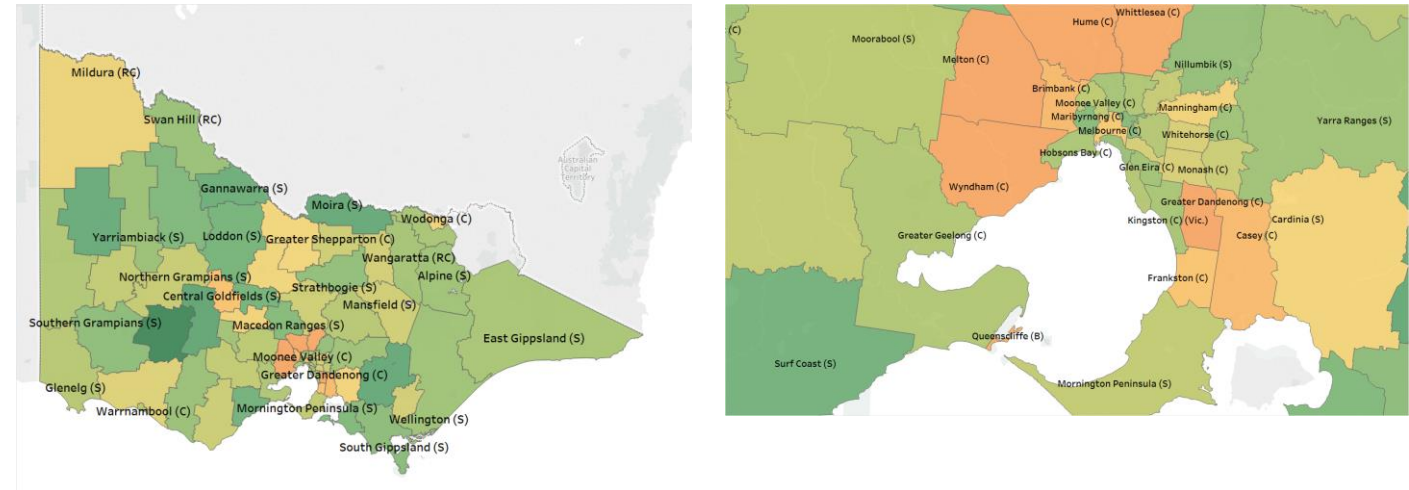 Mildura (RC)
Swan Hill (RC)
Australian
Capital
Territory
Gannawarra (S)
Moira (S)
Wodonga (C)
Yarriambiack (S)
Loddon (S)
Greater Shepparton (C)
Wangaratta (RC)
Alpine (S)
Northern Grampians (S)
Strathbogie (S)
Central Goldfields (S)
Mansfield (S)
Southern Grampians (S)
Macedon Ranges (S)
East Gippsland (S)
Moonee Valley (C)
Greater Dandenong (C)
Glenelg (S)
Warrnambool (C)
Mornington Peninsula (S)
Wellington (S)
South Gippsland (S)
Whittlesea (C)
Hume (C)
(C)
Moorabool (S)
Melton (C)
Nillumbik (S)
Brimbank (C)
Moonee Valley (C)
Manningham (C)
Maribyrnong (C)
Yarra Ranges (S)
Melbourne (C)
Whitehorse (C)
Hobsons Bay (C)
Glen Eira (C)
Monash (C)
Wyndham (C)
Greater Dandenong (C)
Kingston (C) (Vic.)
Cardinia (S)
Greater Geelong (C)
Casey (C)
Frankston (C)
Queenscliffe (B)
Surf Coast (S)
Mornington Peninsula (S)